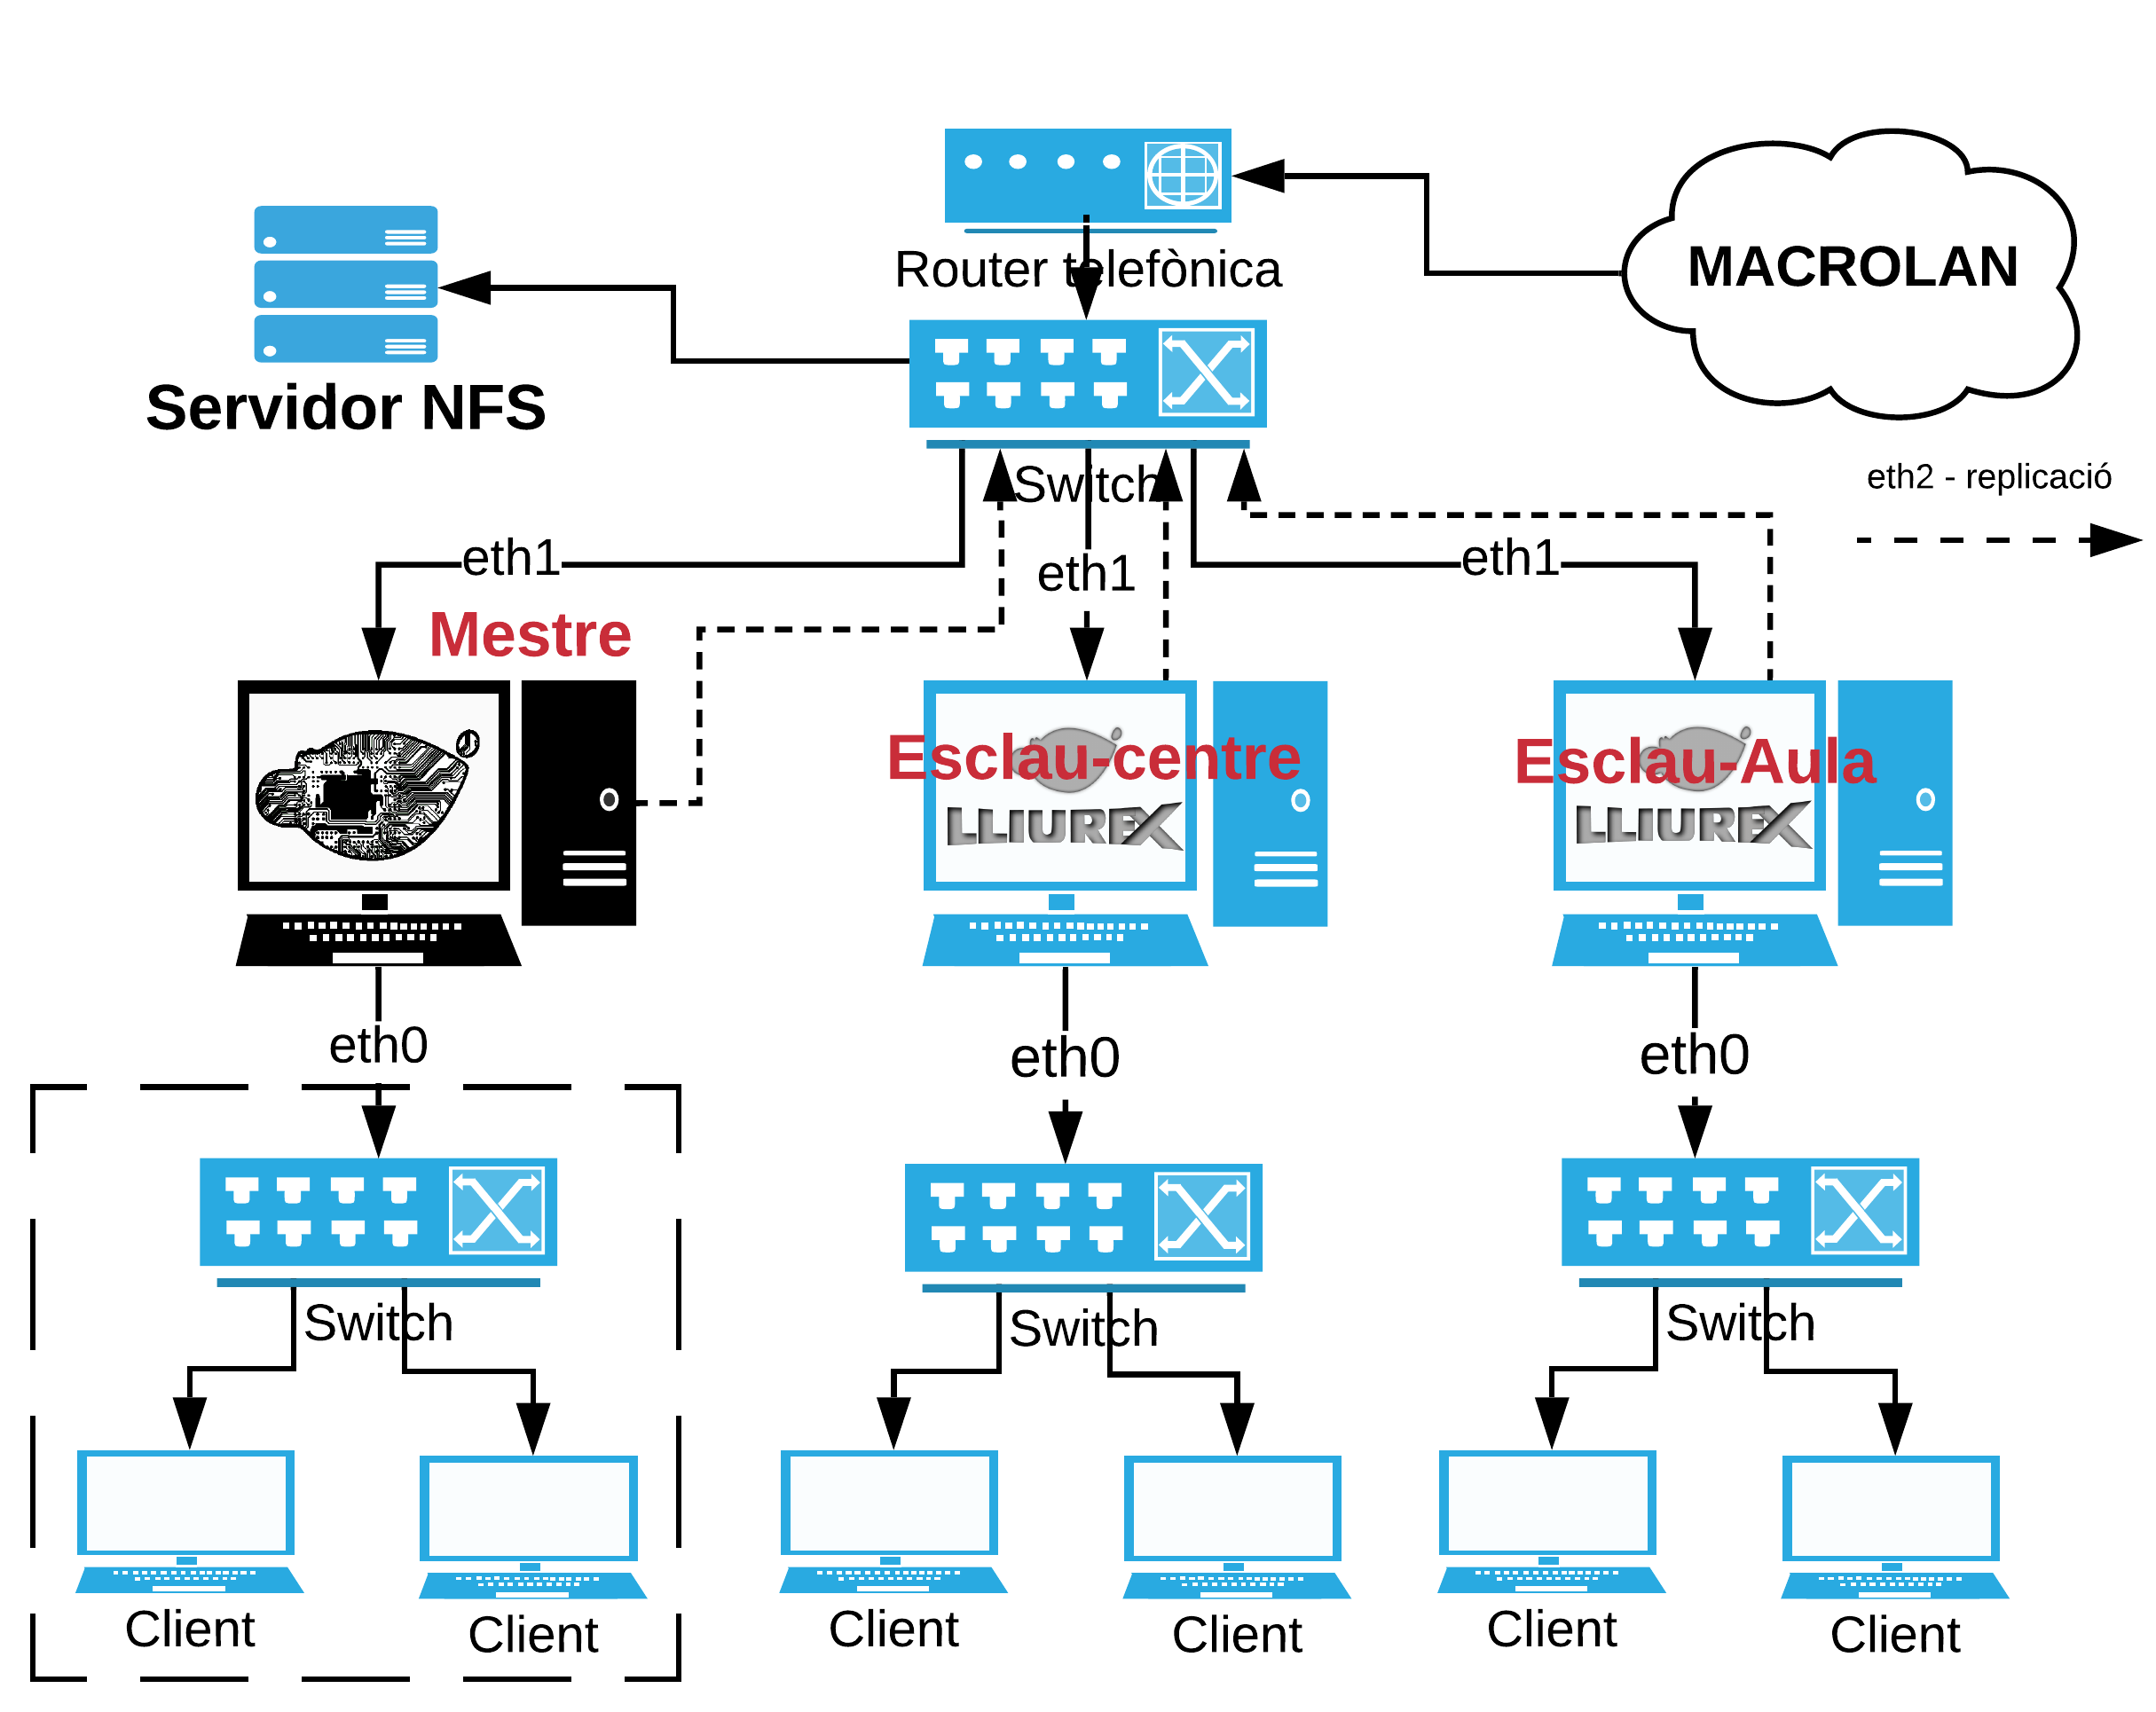 Router telefònica
MACROLAN
Servidor NFS
Switch
eth2 - replicació
eth1
eth1
eth1
Mestre
Esclau-centre
LLIUREX
Esclau-Aula
LLIUREX
eth0
eth0
eth0
Switch
Switch
Switch
Client
Client
Client
Client
Client
Client